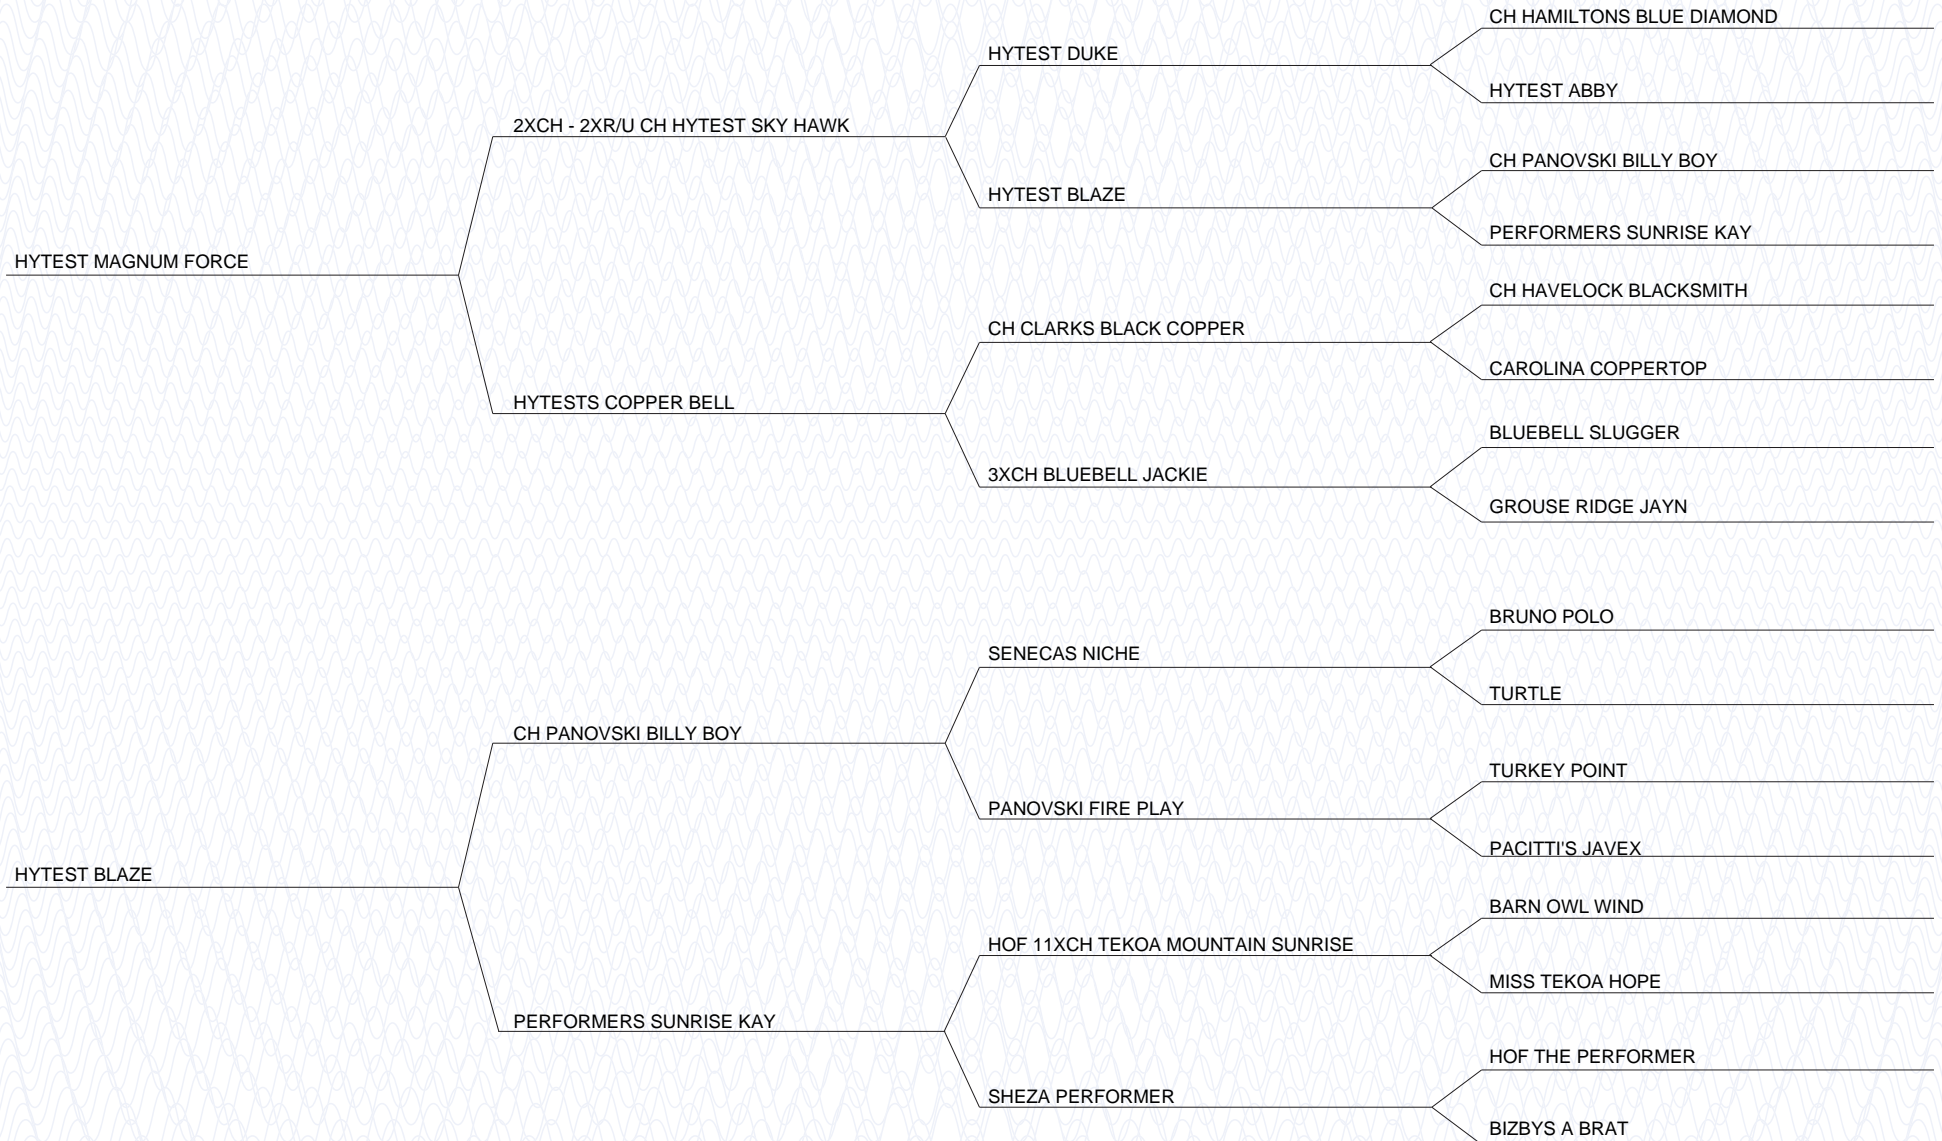 CH HAMILTONS BLUE DIAMOND
HYTEST DUKE
HYTEST ABBY
2XCH - 2XR/U CH HYTEST SKY HAWK
CH PANOVSKI BILLY BOY
HYTEST BLAZE
PERFORMERS SUNRISE KAY
HYTEST MAGNUM FORCE
CH HAVELOCK BLACKSMITH
CH CLARKS BLACK COPPER
CAROLINA COPPERTOP
HYTESTS COPPER BELL
BLUEBELL SLUGGER
3XCH BLUEBELL JACKIE
GROUSE RIDGE JAYN
BRUNO POLO
SENECAS NICHE
TURTLE
CH PANOVSKI BILLY BOY
TURKEY POINT
PANOVSKI FIRE PLAY
PACITTI'S JAVEX
HYTEST BLAZE
BARN OWL WIND
HOF 11XCH TEKOA MOUNTAIN SUNRISE
MISS TEKOA HOPE
PERFORMERS SUNRISE KAY
HOF THE PERFORMER
SHEZA PERFORMER
BIZBYS A BRAT